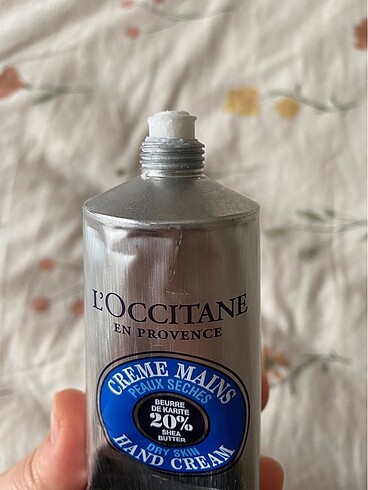 L'OCCITANE
EN PROVENCE
CREME MAINS
PEAUX SECHES
BEURRE
DE KARITE
20%
SHEA
BUTTER
DRY SKIN
HAND CREAM